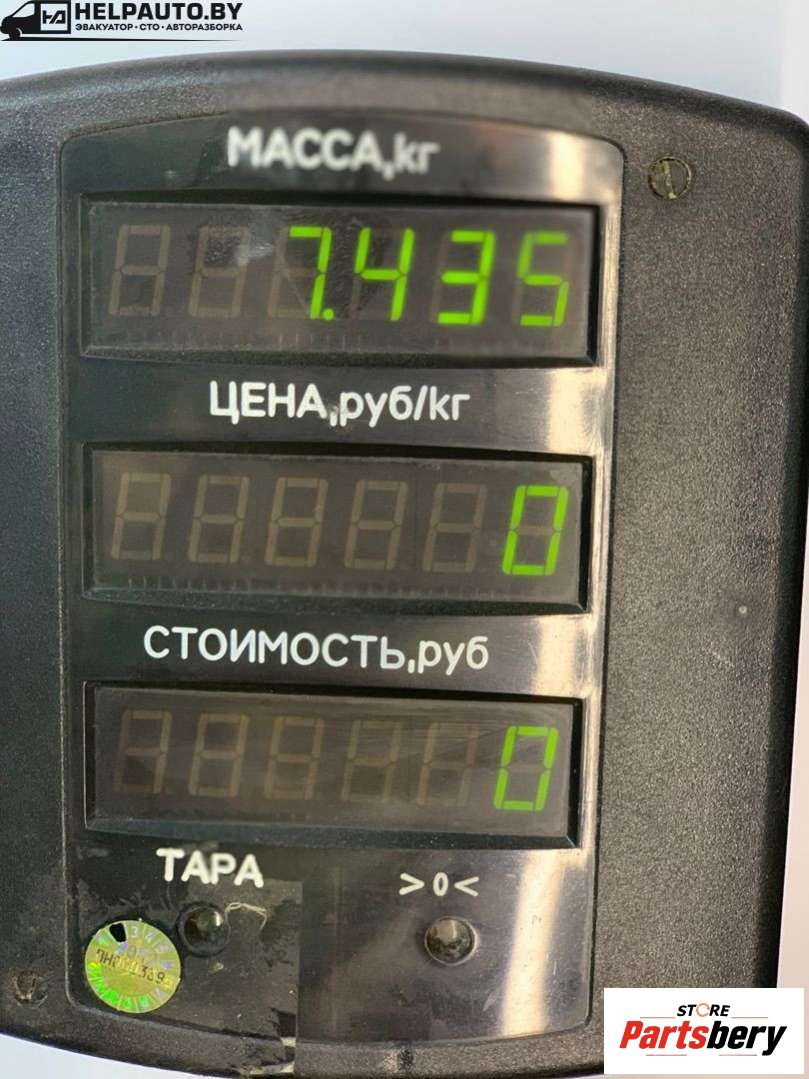 HELPAUTO.BY
ЭВАКУАТОР • СТО • АВТОРАЗБОРКА
МАССА,кг
7.435
ЦЕНА,руб/кг
0
СТОИМОСТЬ,руб
0
ТАРА
>0<
STORE
Partsbery